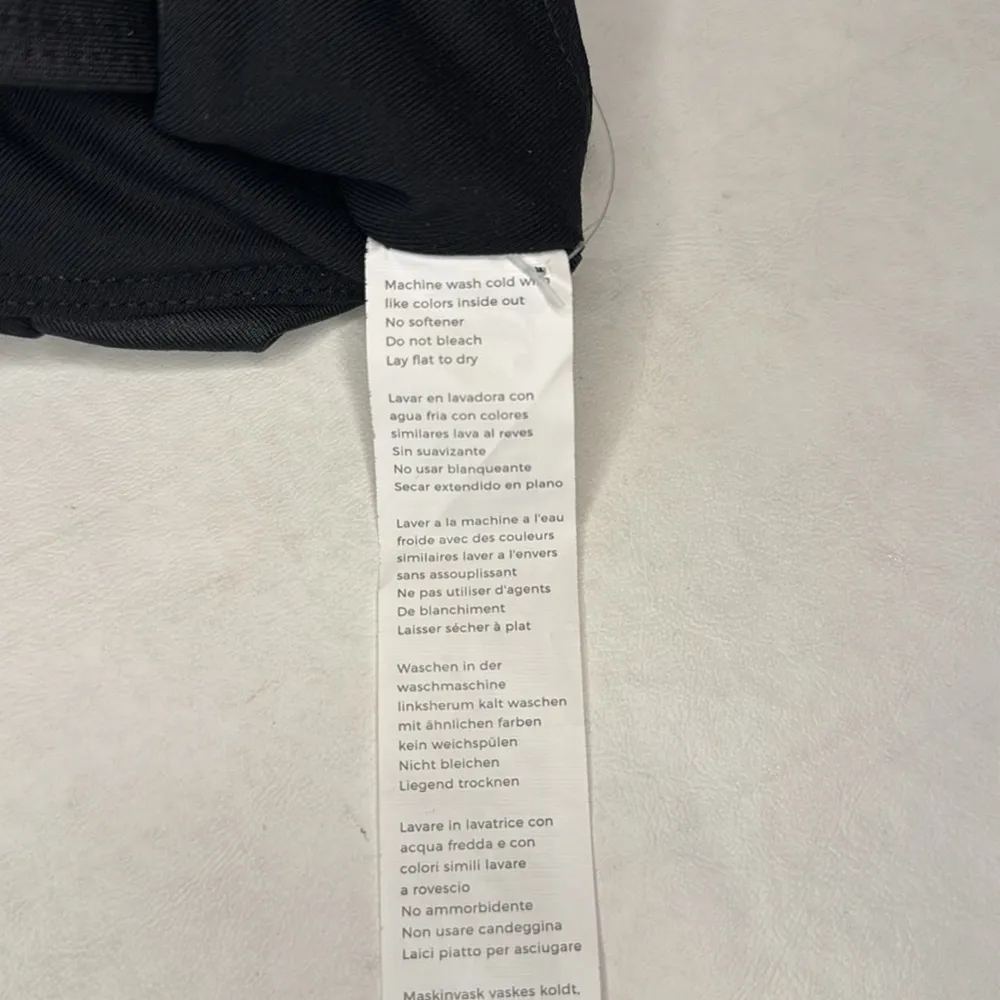 Machine wash cold with
like colors inside out
No softener
Do not bleach
Lay flat to dry
Lavar en lavadora con
agua fria con colores
similares lava al reves
Sin suavizante
No usar blanqueante
Secar extendido en plano
Laver a la machine a l'eau
froide avec des couleurs
similaires laver a l'envers
sans assouplissant
Ne pas utiliser d'agents
De blanchiment
Laisser sécher à plat
Waschen in der
waschmaschine
linksherum kalt waschen
mit ähnlichen farben
kein weichspülen
Nicht bleichen
Liegend trocknen
Lavare in lavatrice con
acqua fredda e con
colori simili lavare
a rovescio
No ammorbidente
Non usare candeggina
Laici piatto per asciugare
Maskinvask vaskes koldt,